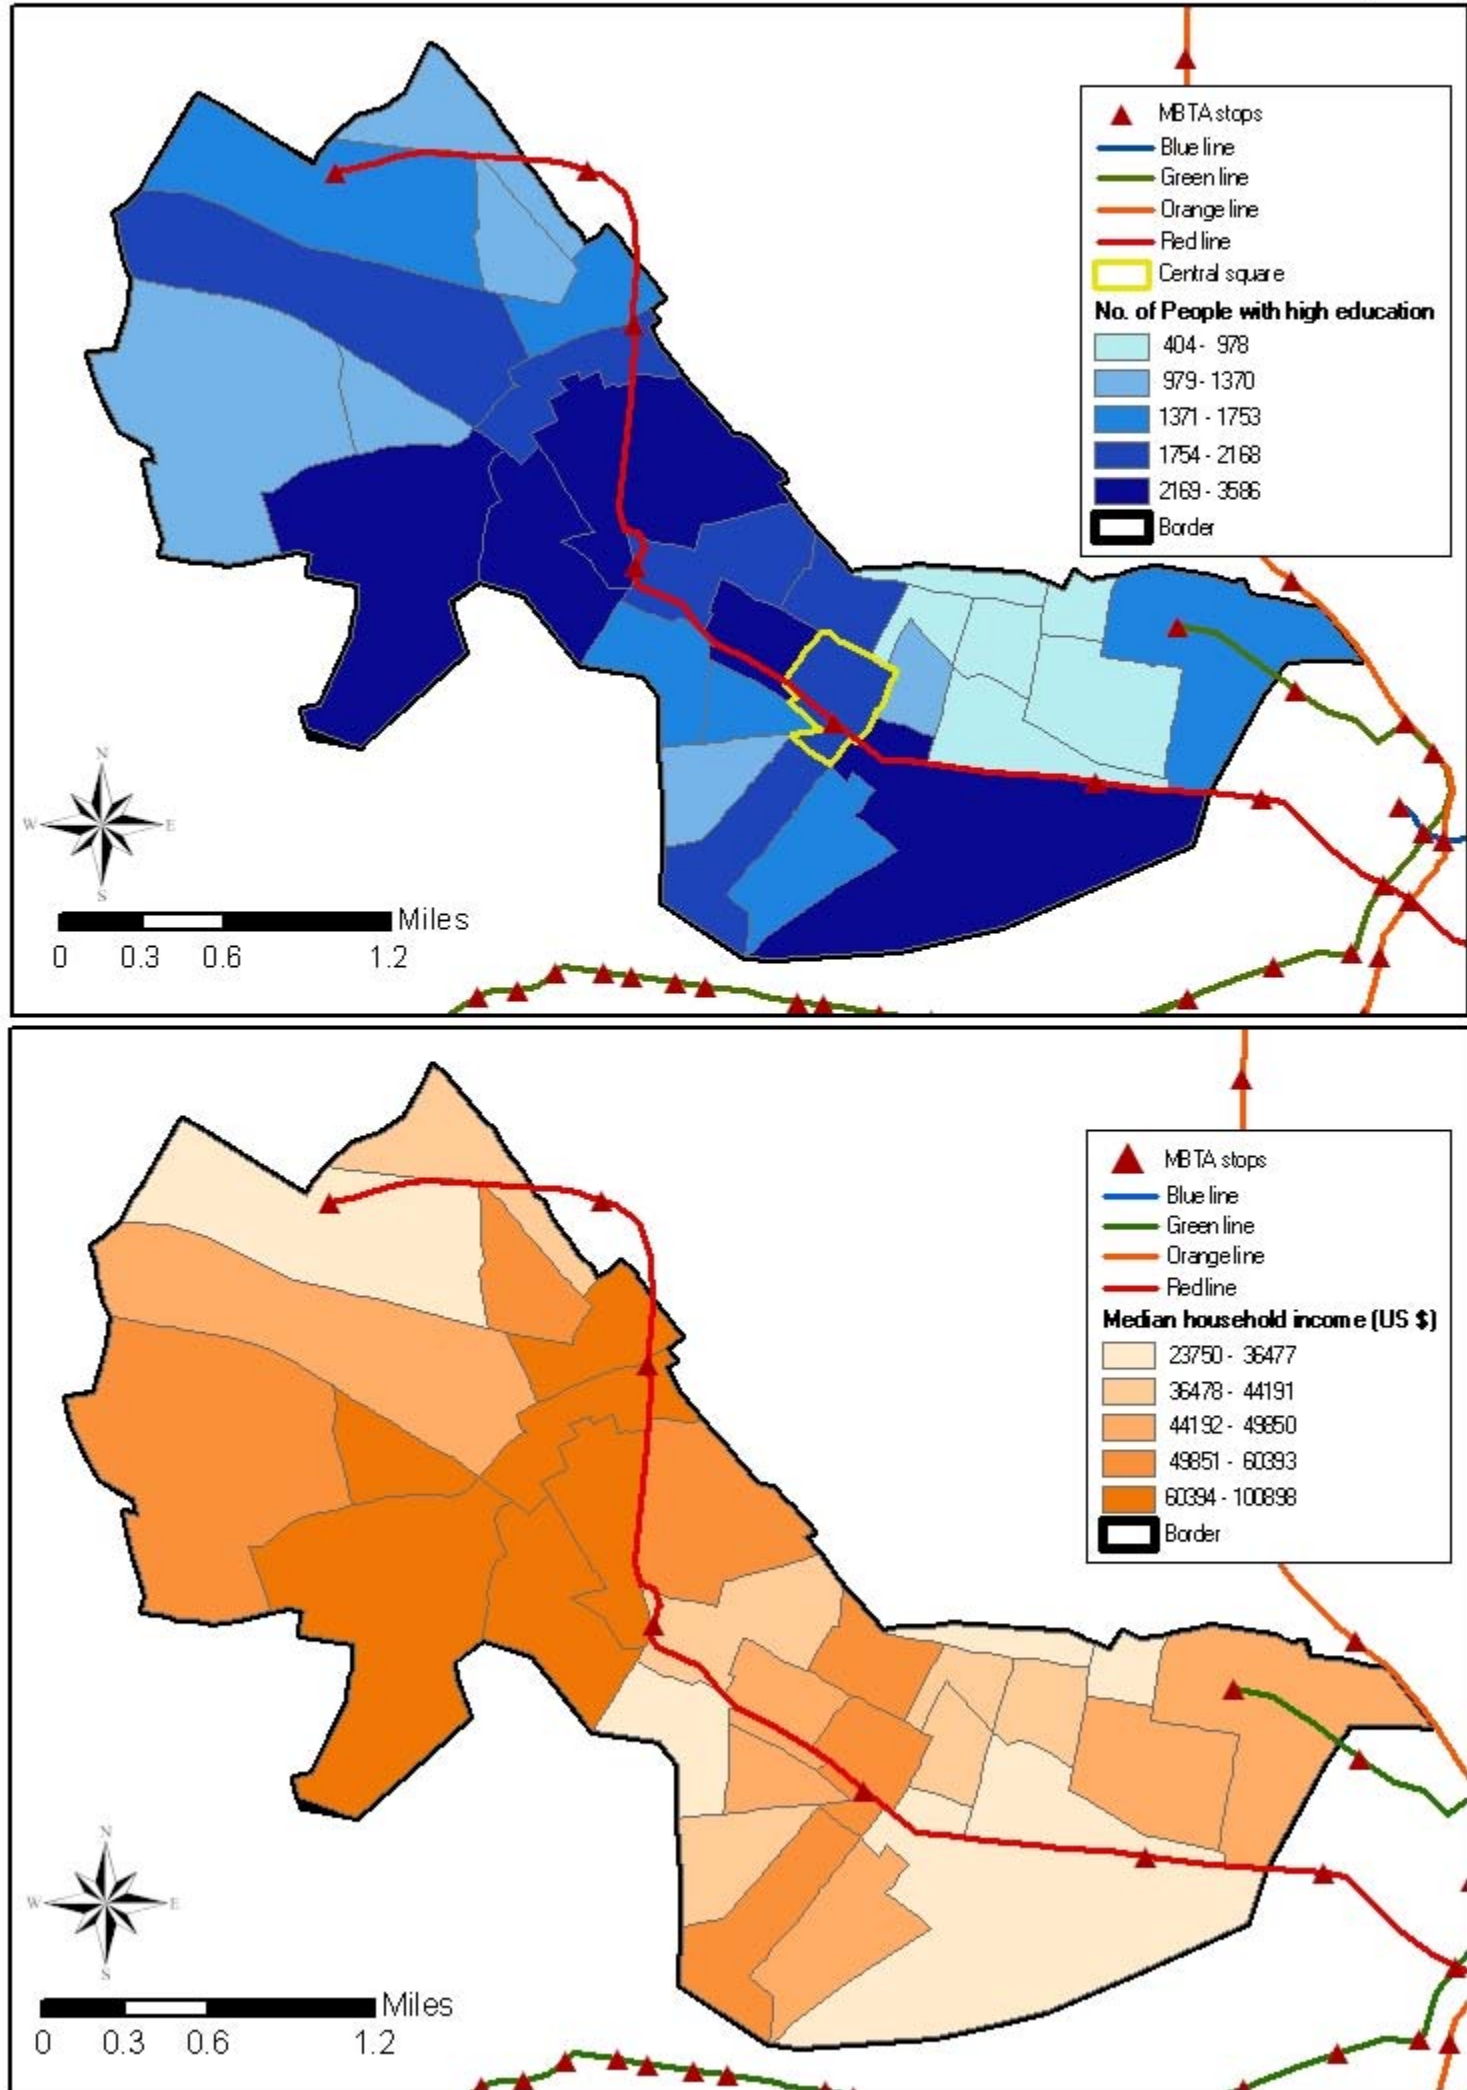 MBTA stops
Blue line
Green line
Orange line
Red line
Central square
No. of People with high education
404 - 978
979 - 1370
1371 - 1753
1754 - 2168
2169 - 3586
Border
N
W E
S
Miles
0 0.3 0.6 1.2
MBTA stops
Blue line
Green line
Orange line
Red line
Median household income (US $)
23750 - 36477
36478 - 44191
44192 - 49850
49851 - 60393
60394 - 100898
Border
N
W E
S
Miles
0 0.3 0.6 1.2